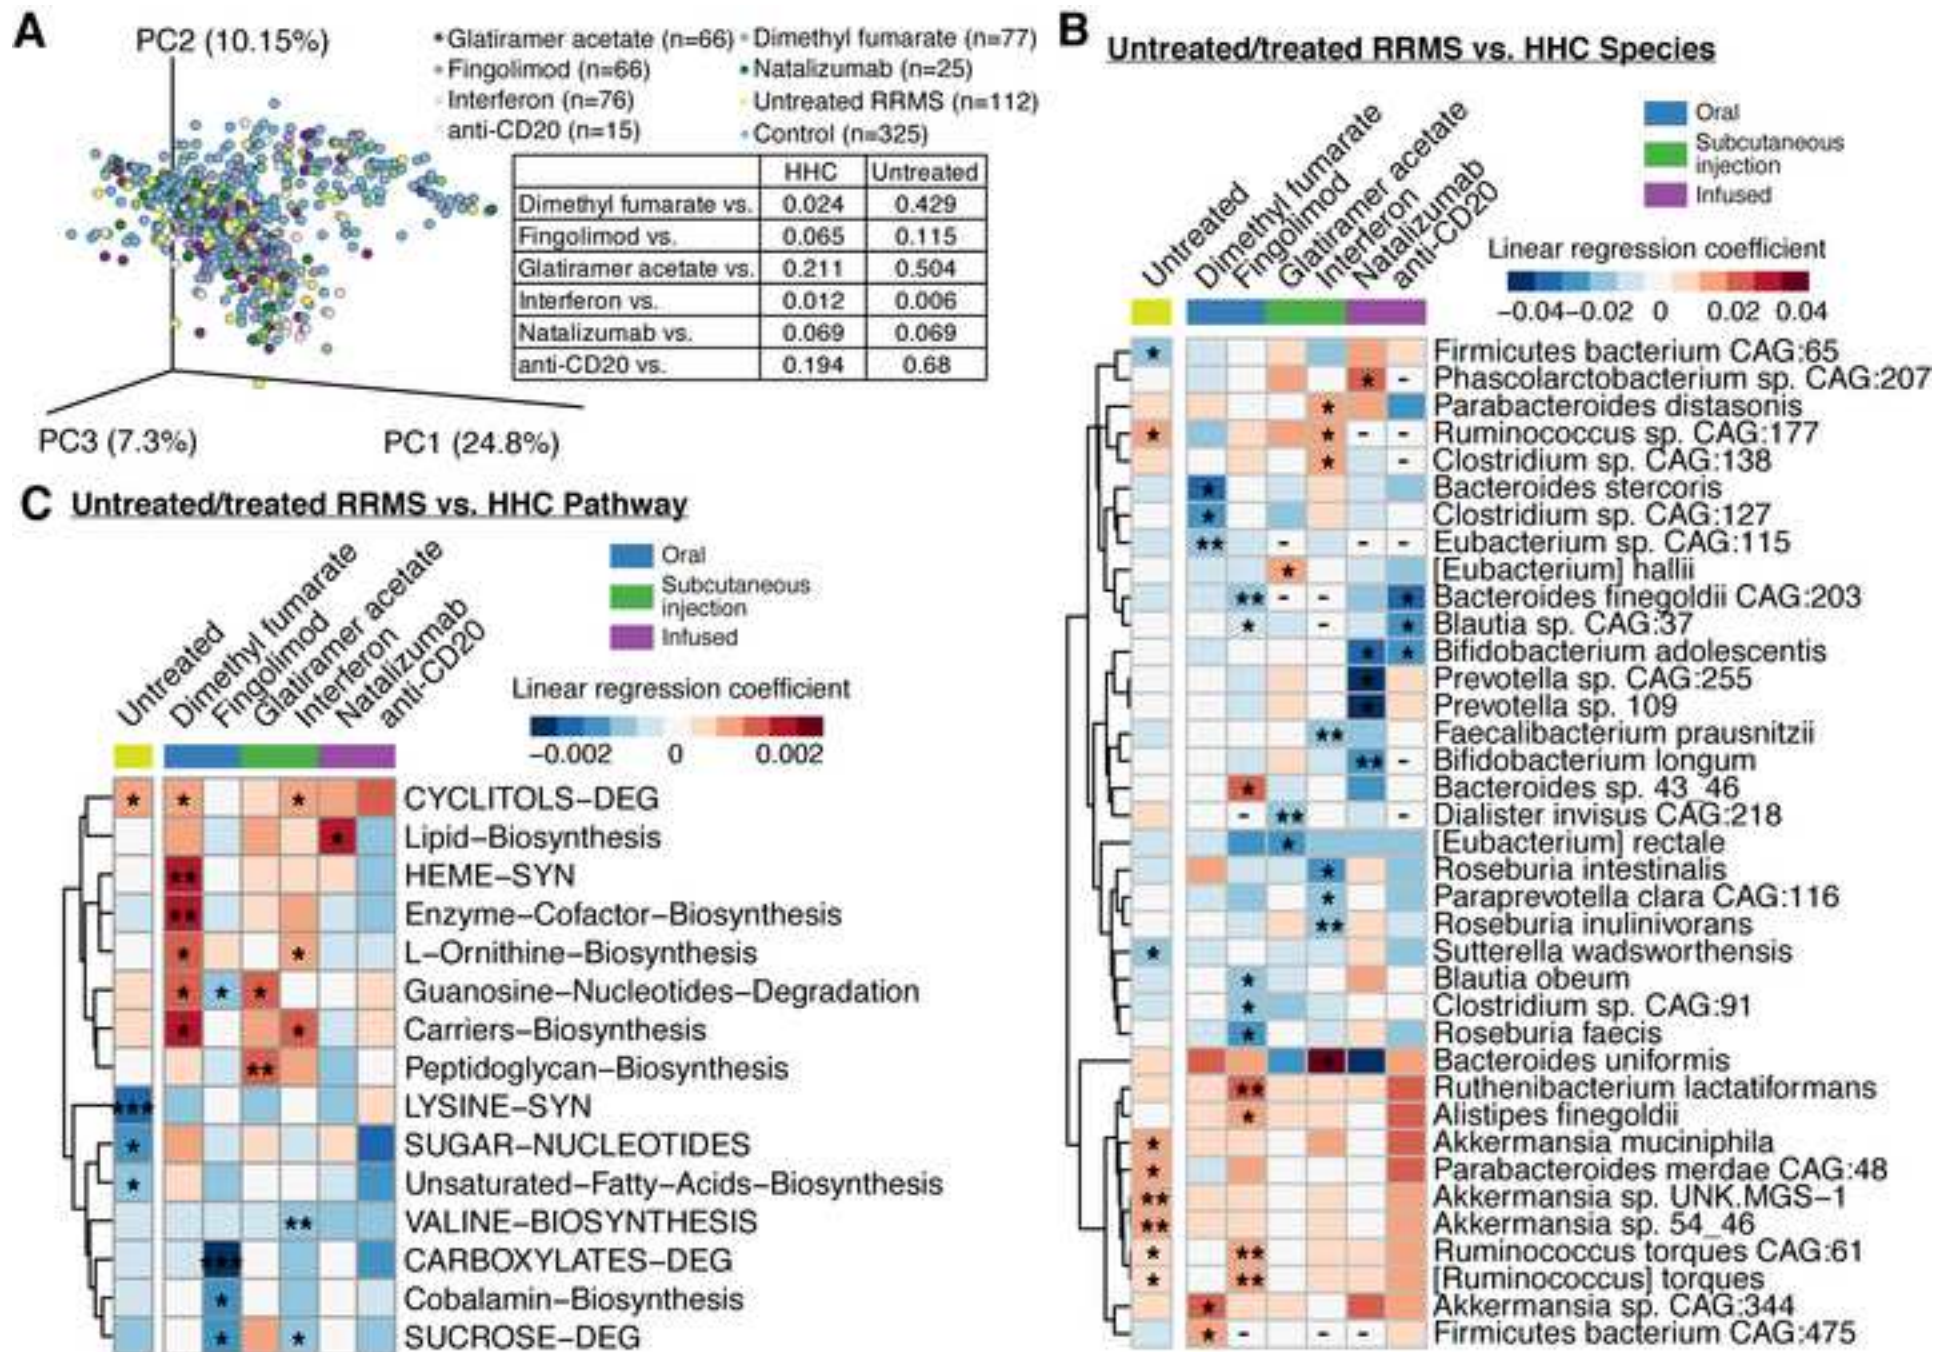 A
PC2 (10.15%)
Glatiramer acetate (n=66)
Dimethyl fumarate (n=77)
Fingolimod (n=66)
Natalizumab (n=25)
Interferon (n=76)
Untreated RRMS (n=112)
anti-CD20 (n=15)
Control (n=325)
HHC Untreated
Dimethyl fumarate vs. 0.024 0.429
Fingolimod vs. 0.065 0.115
Glatiramer acetate vs. 0.211 0.504
Interferon vs. 0.012 0.006
Natalizumab vs. 0.069 0.069
anti-CD20 vs. 0.194 0.68
PC3 (7.3%)
PC1 (24.8%)
B
Untreated/treated RRMS vs. HHC Species
Untreated
Dimethyl fumarate
Fingolimod
Glatiramer acetate
Interferon
Natalizumab
anti-CD20
Oral
Subcutaneous
injection
Infused
Linear regression coefficient
−0.04 −0.02 0 0.02 0.04
* Firmicutes bacterium CAG:65
* - Phascolarctobacterium sp. CAG:207
* Parabacteroides distasonis
* * - - Ruminococcus sp. CAG:177
* - Clostridium sp. CAG:138
* Bacteroides stercoris
* Clostridium sp. CAG:127
** - - - Eubacterium sp. CAG:115
* [Eubacterium] hallii
** - - * Bacteroides finegoldii CAG:203
* - * Blautia sp. CAG:37
* * Bifidobacterium adolescentis
* Prevotella sp. CAG:255
* Prevotella sp. 109
** Faecalibacterium prausnitzii
** - Bifidobacterium longum
* Bacteroides sp. 43_46
- ** - Dialister invisus CAG:218
* [Eubacterium] rectale
* Roseburia intestinalis
* Paraprevotella clara CAG:116
** Roseburia inulinivorans
* Sutterella wadsworthensis
* Blautia obeum
* Clostridium sp. CAG:91
* Roseburia faecis
* Bacteroides uniformis
** Ruthenibacterium lactatiformans
* Alistipes finegoldii
* Akkermansia muciniphila
* Parabacteroides merdae CAG:48
** Akkermansia sp. UNK.MGS−1
** Akkermansia sp. 54_46
* ** Ruminococcus torques CAG:61
* ** [Ruminococcus] torques
* Akkermansia sp. CAG:344
* - - - Firmicutes bacterium CAG:475
C
Untreated/treated RRMS vs. HHC Pathway
Untreated
Dimethyl fumarate
Fingolimod
Glatiramer acetate
Interferon
Natalizumab
anti-CD20
Oral
Subcutaneous
injection
Infused
Linear regression coefficient
−0.002 0 0.002
* * * CYCLITOLS−DEG
* Lipid−Biosynthesis
** HEME−SYN
** Enzyme−Cofactor−Biosynthesis
* * L−Ornithine−Biosynthesis
* * * Guanosine−Nucleotides−Degradation
* * Carriers−Biosynthesis
** Peptidoglycan−Biosynthesis
*** LYSINE−SYN
* SUGAR−NUCLEOTIDES
* Unsaturated−Fatty−Acids−Biosynthesis
** VALINE−BIOSYNTHESIS
*** CARBOXYLATES−DEG
* Cobalamin−Biosynthesis
* * SUCROSE−DEG